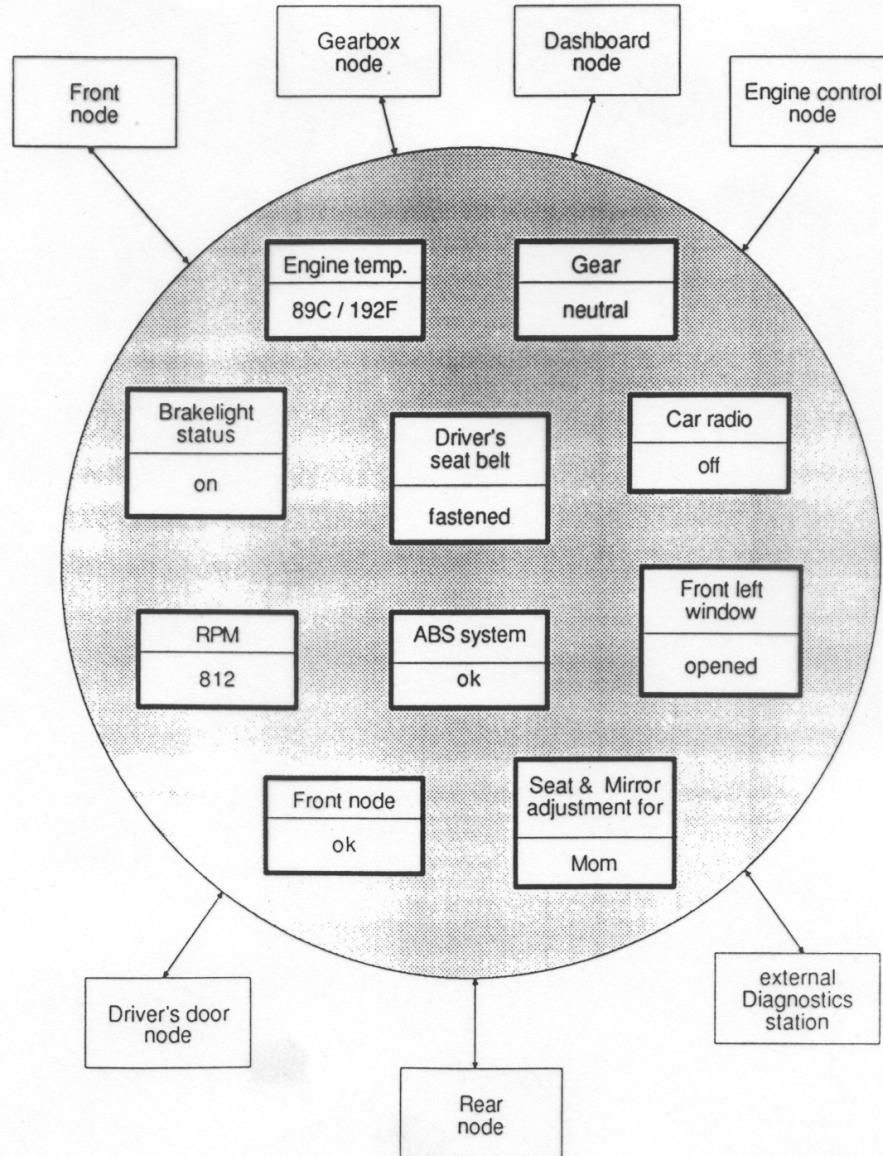 Gearbox
node
Dashboard
node
Front
node
Engine control
node
Engine temp.
89C / 192F
Gear
neutral
Brakelight
status
on
Driver's
seat belt
fastened
Car radio
off
RPM
812
ABS system
ok
Front left
window
opened
Front node
ok
Seat & Mirror
adjustment for
Mom
Driver's door
node
external
Diagnostics
station
Rear
node